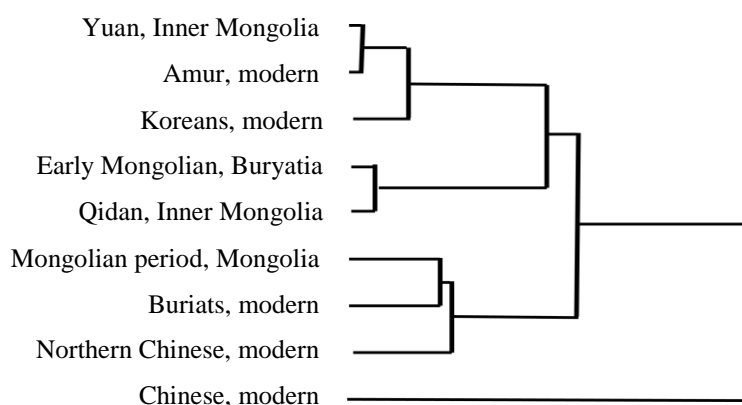 Yuan, Inner Mongolia
Amur, modern
Koreans, modern
Early Mongolian, Buryatia
Qidan, Inner Mongolia
Mongolian period, Mongolia
Buriats, modern
Northern Chinese, modern
Chinese, modern